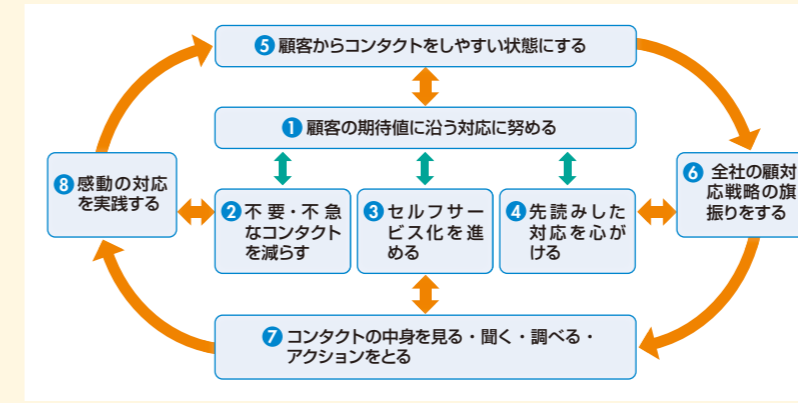 ❺ 顧客からコンタクトをしやすい状態にする
❶ 顧客の期待値に沿う対応に努める
❽ 感動の対応
を実践する
❷ 不要・不急
なコンタクト
を減らす
❸ セルフサー
ビス化を進
める
❹ 先読みした
対応を心が
ける
❻ 全社の顧対
応戦略の旗
振りをする
❼ コンタクトの中身を見る・聞く・調べる・
アクションをとる